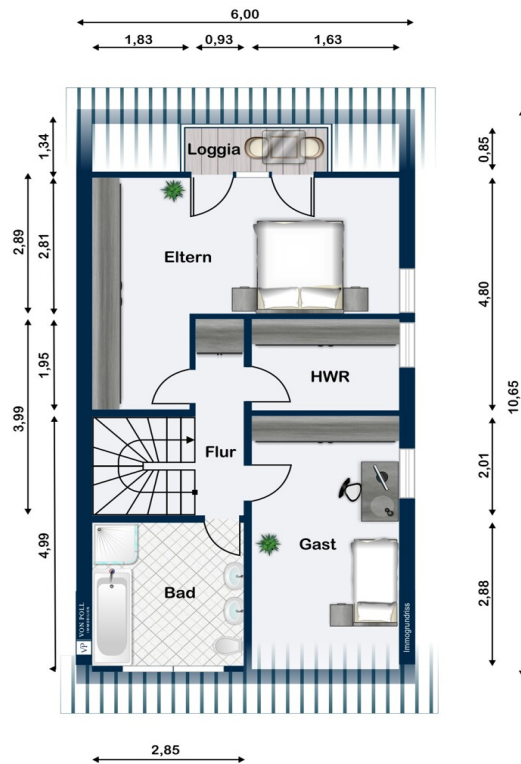 6,00
1,83
0,93
1,63
1,34
Loggia
0,85
2,89
2,81
Eltern
4,80
3,99
1,95
HWR
10,65
Flur
2,01
4,99
Gast
Bad
2,88
VON POLL
IMMOBILIEN
VP
Immogrundriss
2,85